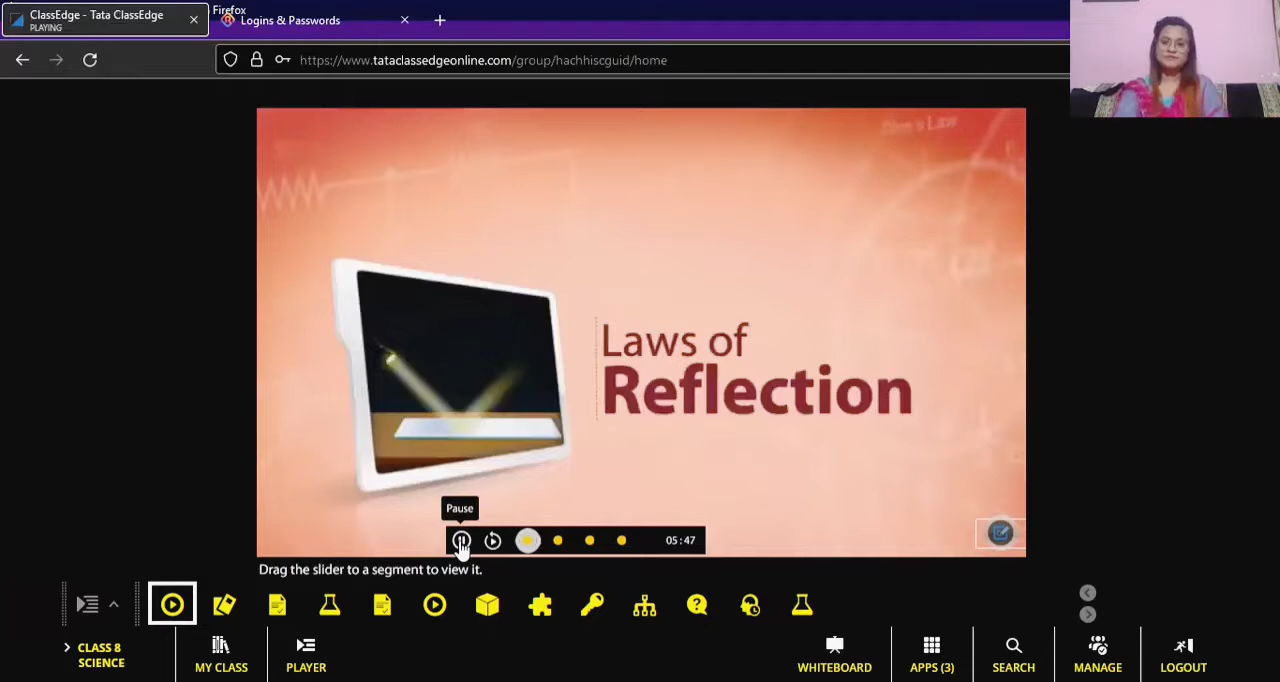 Firefox
ClassEdge - Tata ClassEdge
PLAYING
Logins & Passwords
https://www.tataclassedgeonline.com/group/hachhiscguid/home
Laws of
Reflection
Pause
05:47
Drag the slider to a segment to view it.
CLASS 8
SCIENCE
MY CLASS
PLAYER
WHITEBOARD
APPS (3)
SEARCH
MANAGE
LOGOUT